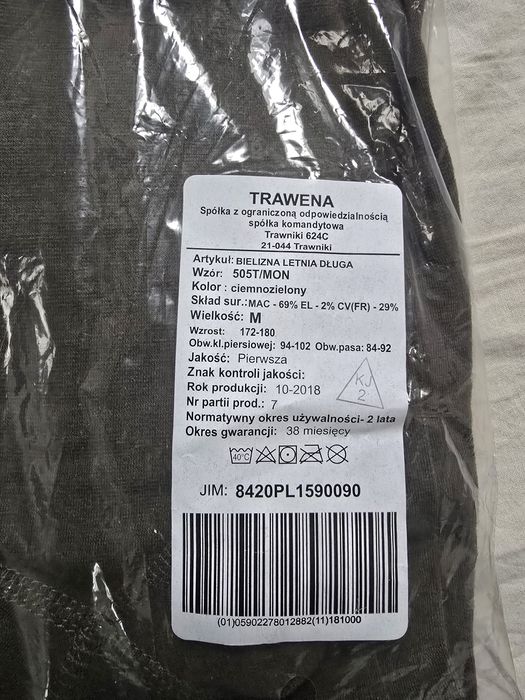 TRAWENA
Spółka z ograniczoną odpowiedzialnością
spółka komandytowa
Trawniki 624C
21-044 Trawniki
Artykuł: BIELIZNA LETNIA DŁUGA
Wzór: 505T/MON
Kolor : ciemnozielony
Skład sur.: MAC - 69% EL - 2% CV(FR) - 29%
Wielkość: M
Wzrost: 172-180
Obw.kl.piersiowej: 94-102 Obw.pasa: 84-92
Jakość: Pierwsza
Znak kontroli jakości:
KJ
2
Rok produkcji: 10-2018
Nr partii prod.: 7
Normatywny okres używalności- 2 lata
Okres gwarancji: 38 miesięcy
40°C
JIM: 8420PL1590090
(01)05902278012882(11)181000